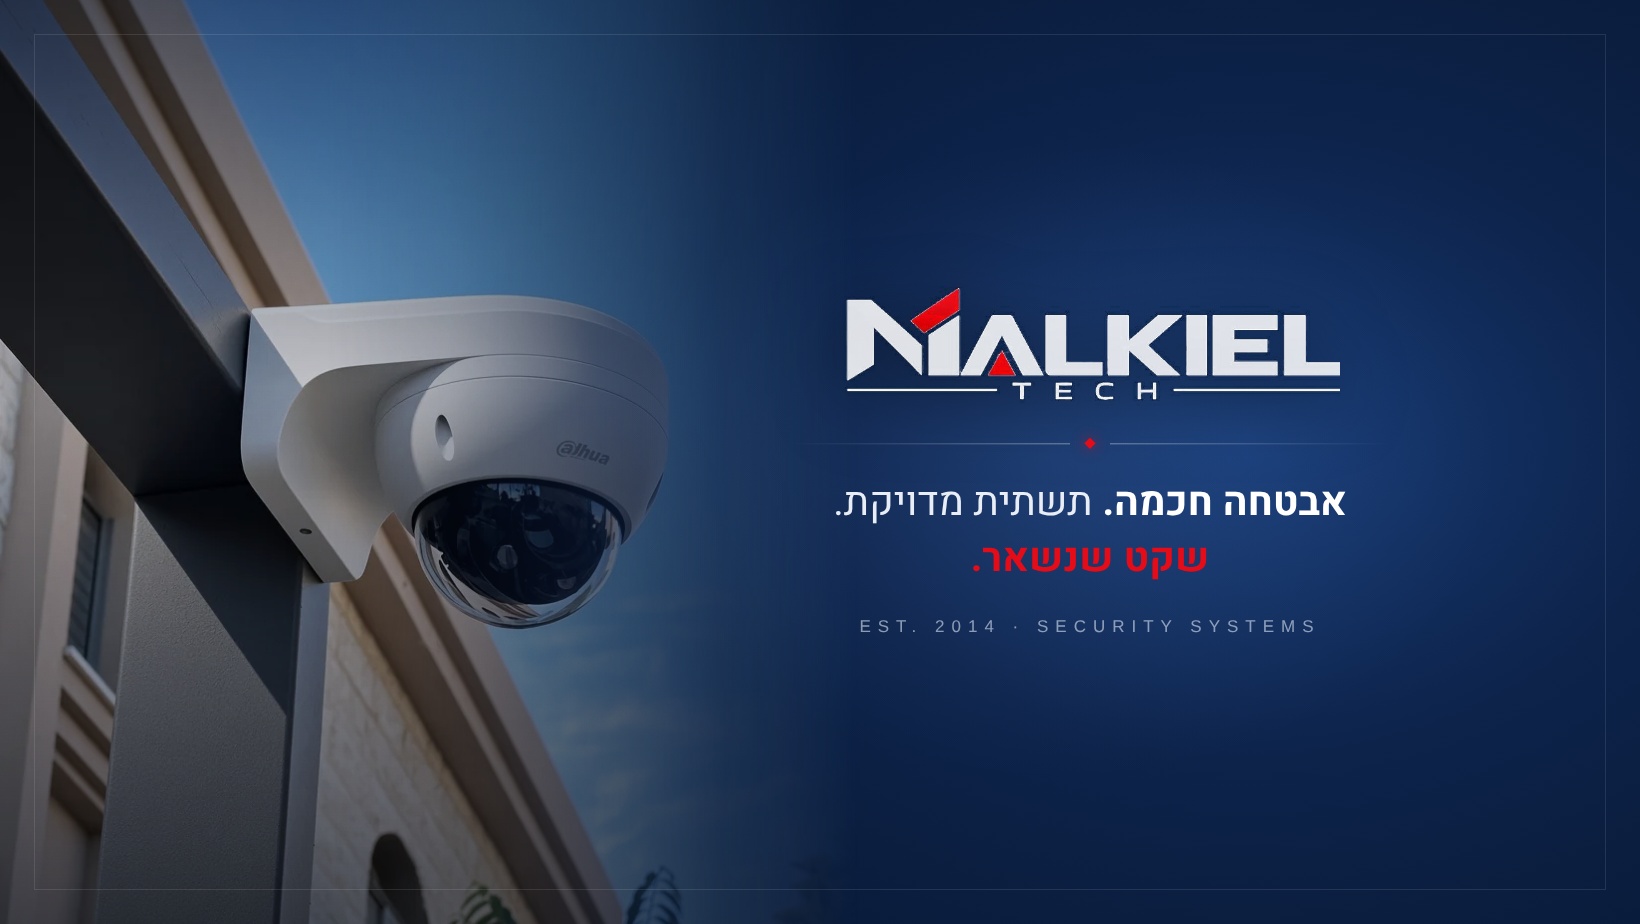 alhua
MALKIEL
TECH
אבטחה חכמה. תשתית מדויקת.
שקט שנשאר.
EST. 2014 · SECURITY SYSTEMS